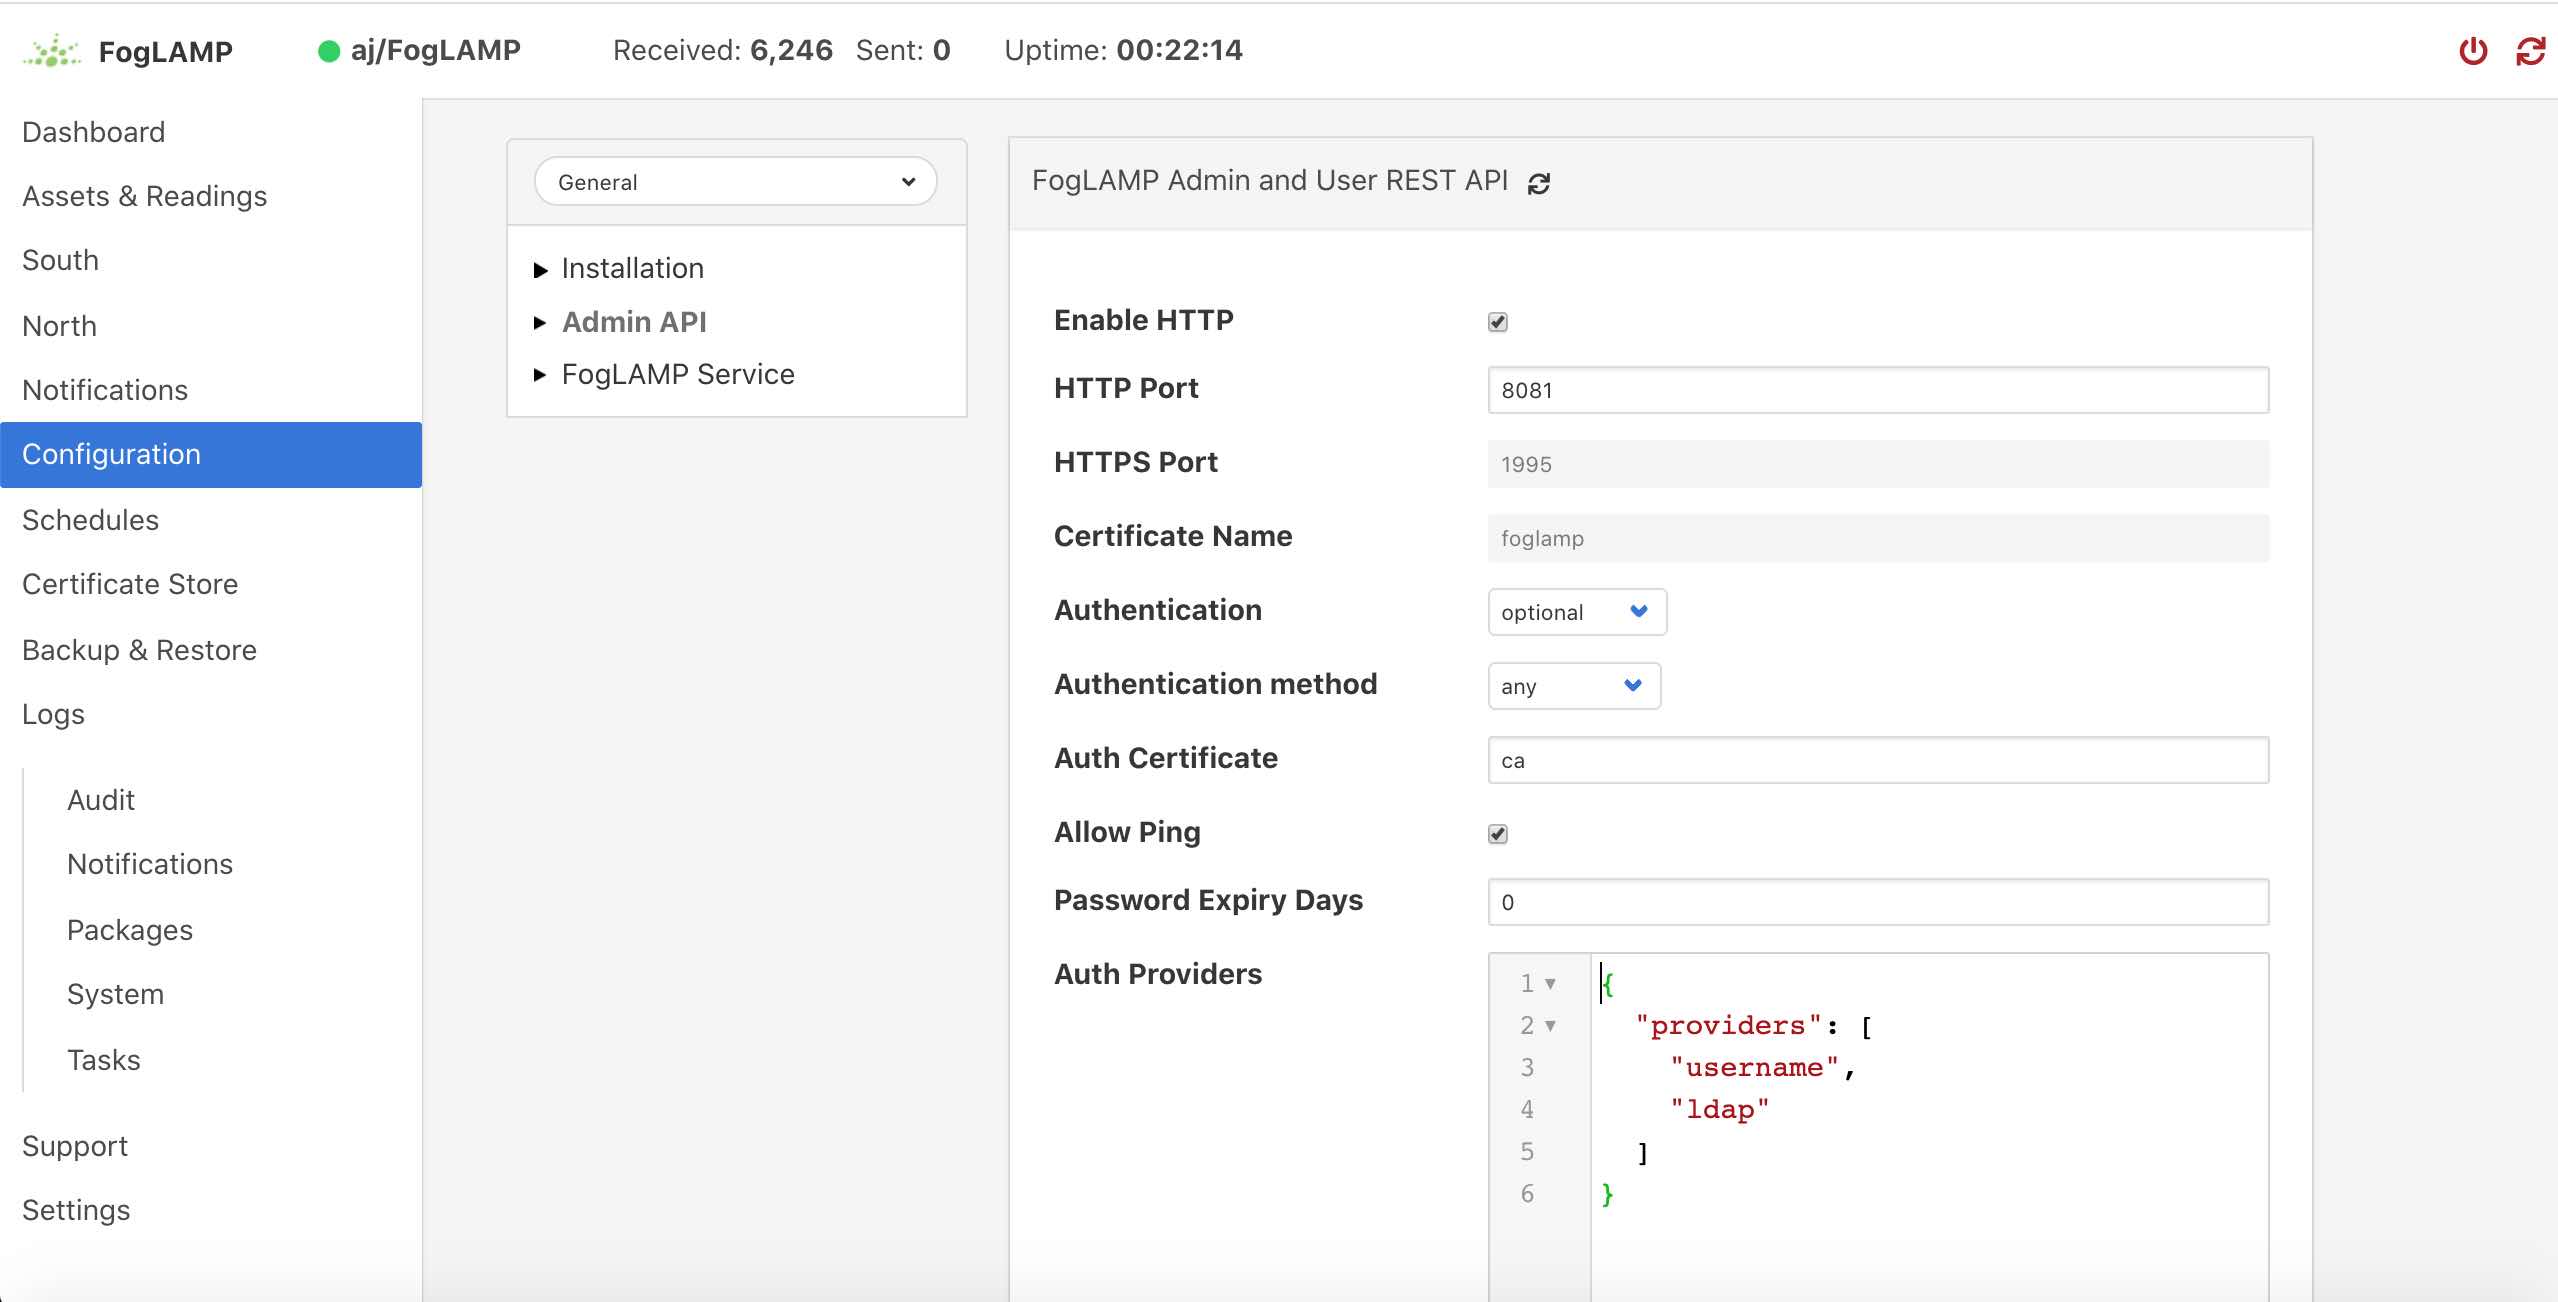 FogLAMP
aj/FogLAMP
Received: 6,246 Sent: 0
Uptime: 00:22:14
Dashboard
Assets & Readings
South
North
Notifications
Configuration
Schedules
Certificate Store
Backup & Restore
Logs
Audit
Notifications
Packages
System
Tasks
Support
Settings
General
Installation
Admin API
FogLAMP Service
FogLAMP Admin and User REST API
Enable HTTP
HTTP Port 8081
HTTPS Port 1995
Certificate Name foglamp
Authentication optional
Authentication method any
Auth Certificate ca
Allow Ping
Password Expiry Days 0
Auth Providers
1 {
2 "providers": [
3 "username",
4 "ldap"
5 ]
6 }